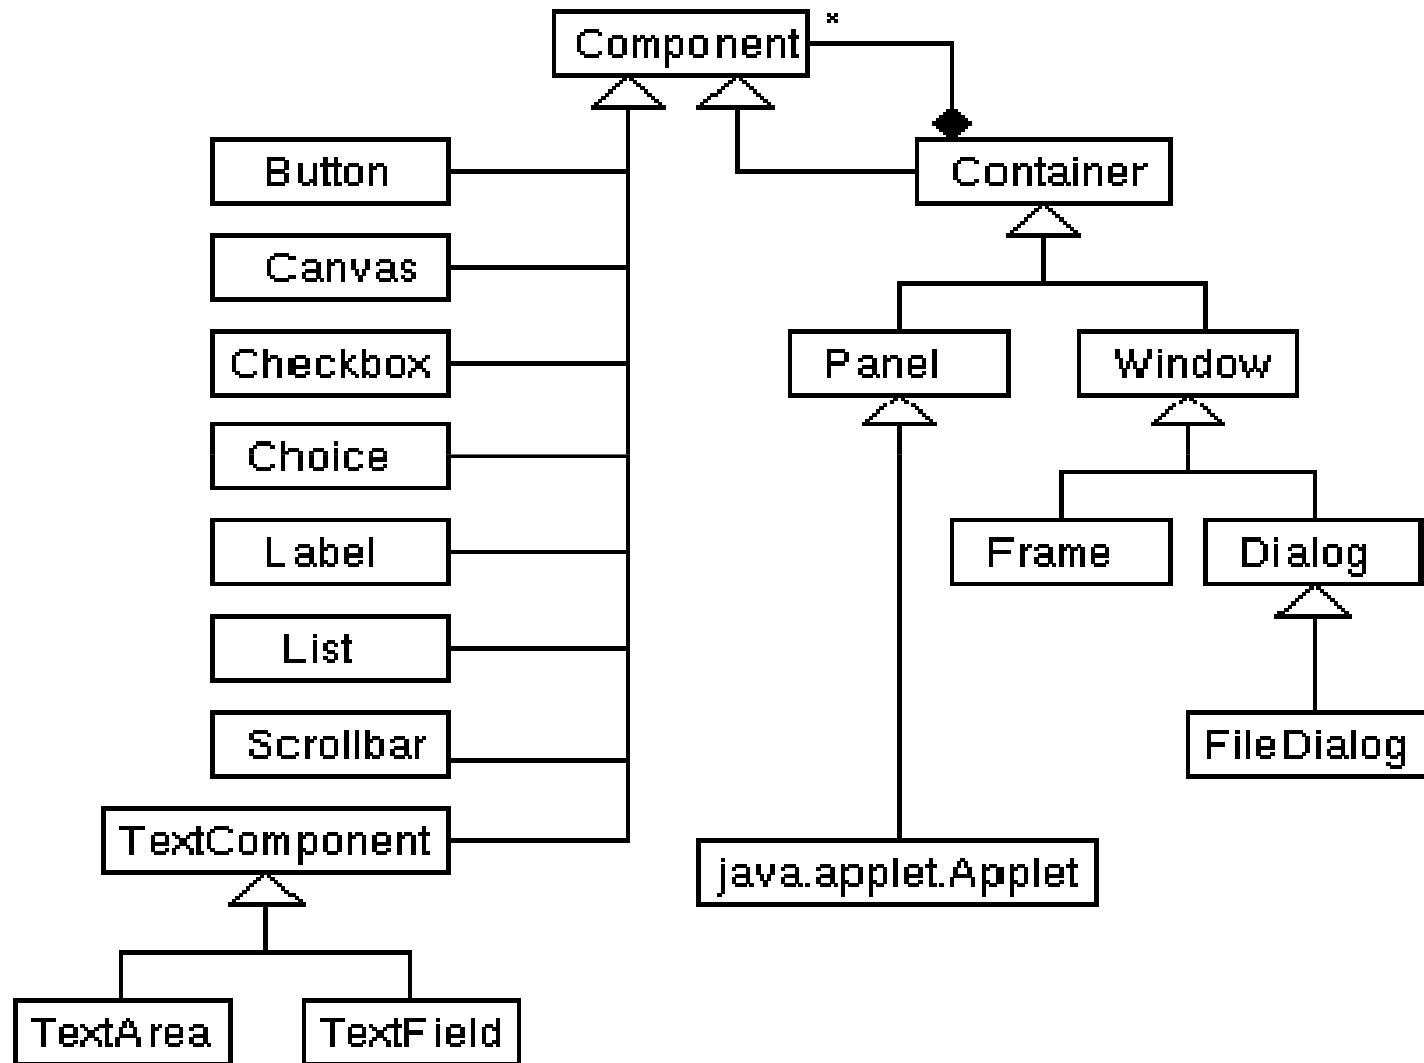 Component
*
Button
Container
Canvas
Checkbox
Panel
Window
Choice
Label
Frame
Dialog
List
Scrollbar
FileDialog
TextComponent
java.applet.Applet
TextArea
TextField